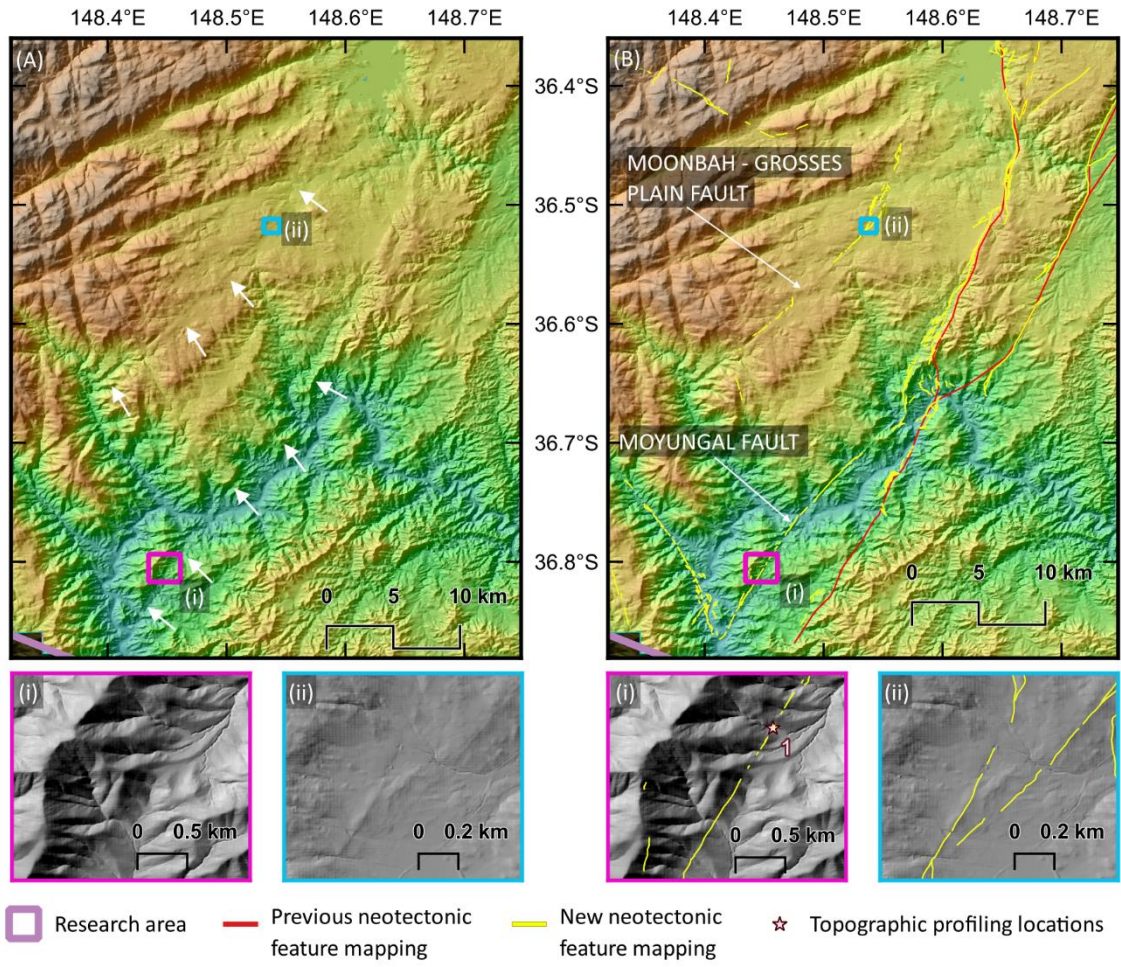 148.4°E 148.5°E 148.6°E 148.7°E
148.4°E 148.5°E 148.6°E 148.7°E
(A)
(ii)
(i)
0 5 10 km
36.4°S
36.5°S
36.6°S
36.7°S
36.8°S
(B)
MOONBAH - GROSSES
PLAIN FAULT
(ii)
MOYUNGAL FAULT
(i)
0 5 10 km
(i)
0 0.5 km
(ii)
0 0.2 km
(i)
1
0 0.5 km
(ii)
0 0.2 km
Research area
Previous neotectonic
feature mapping
New neotectonic
feature mapping
Topographic profiling locations